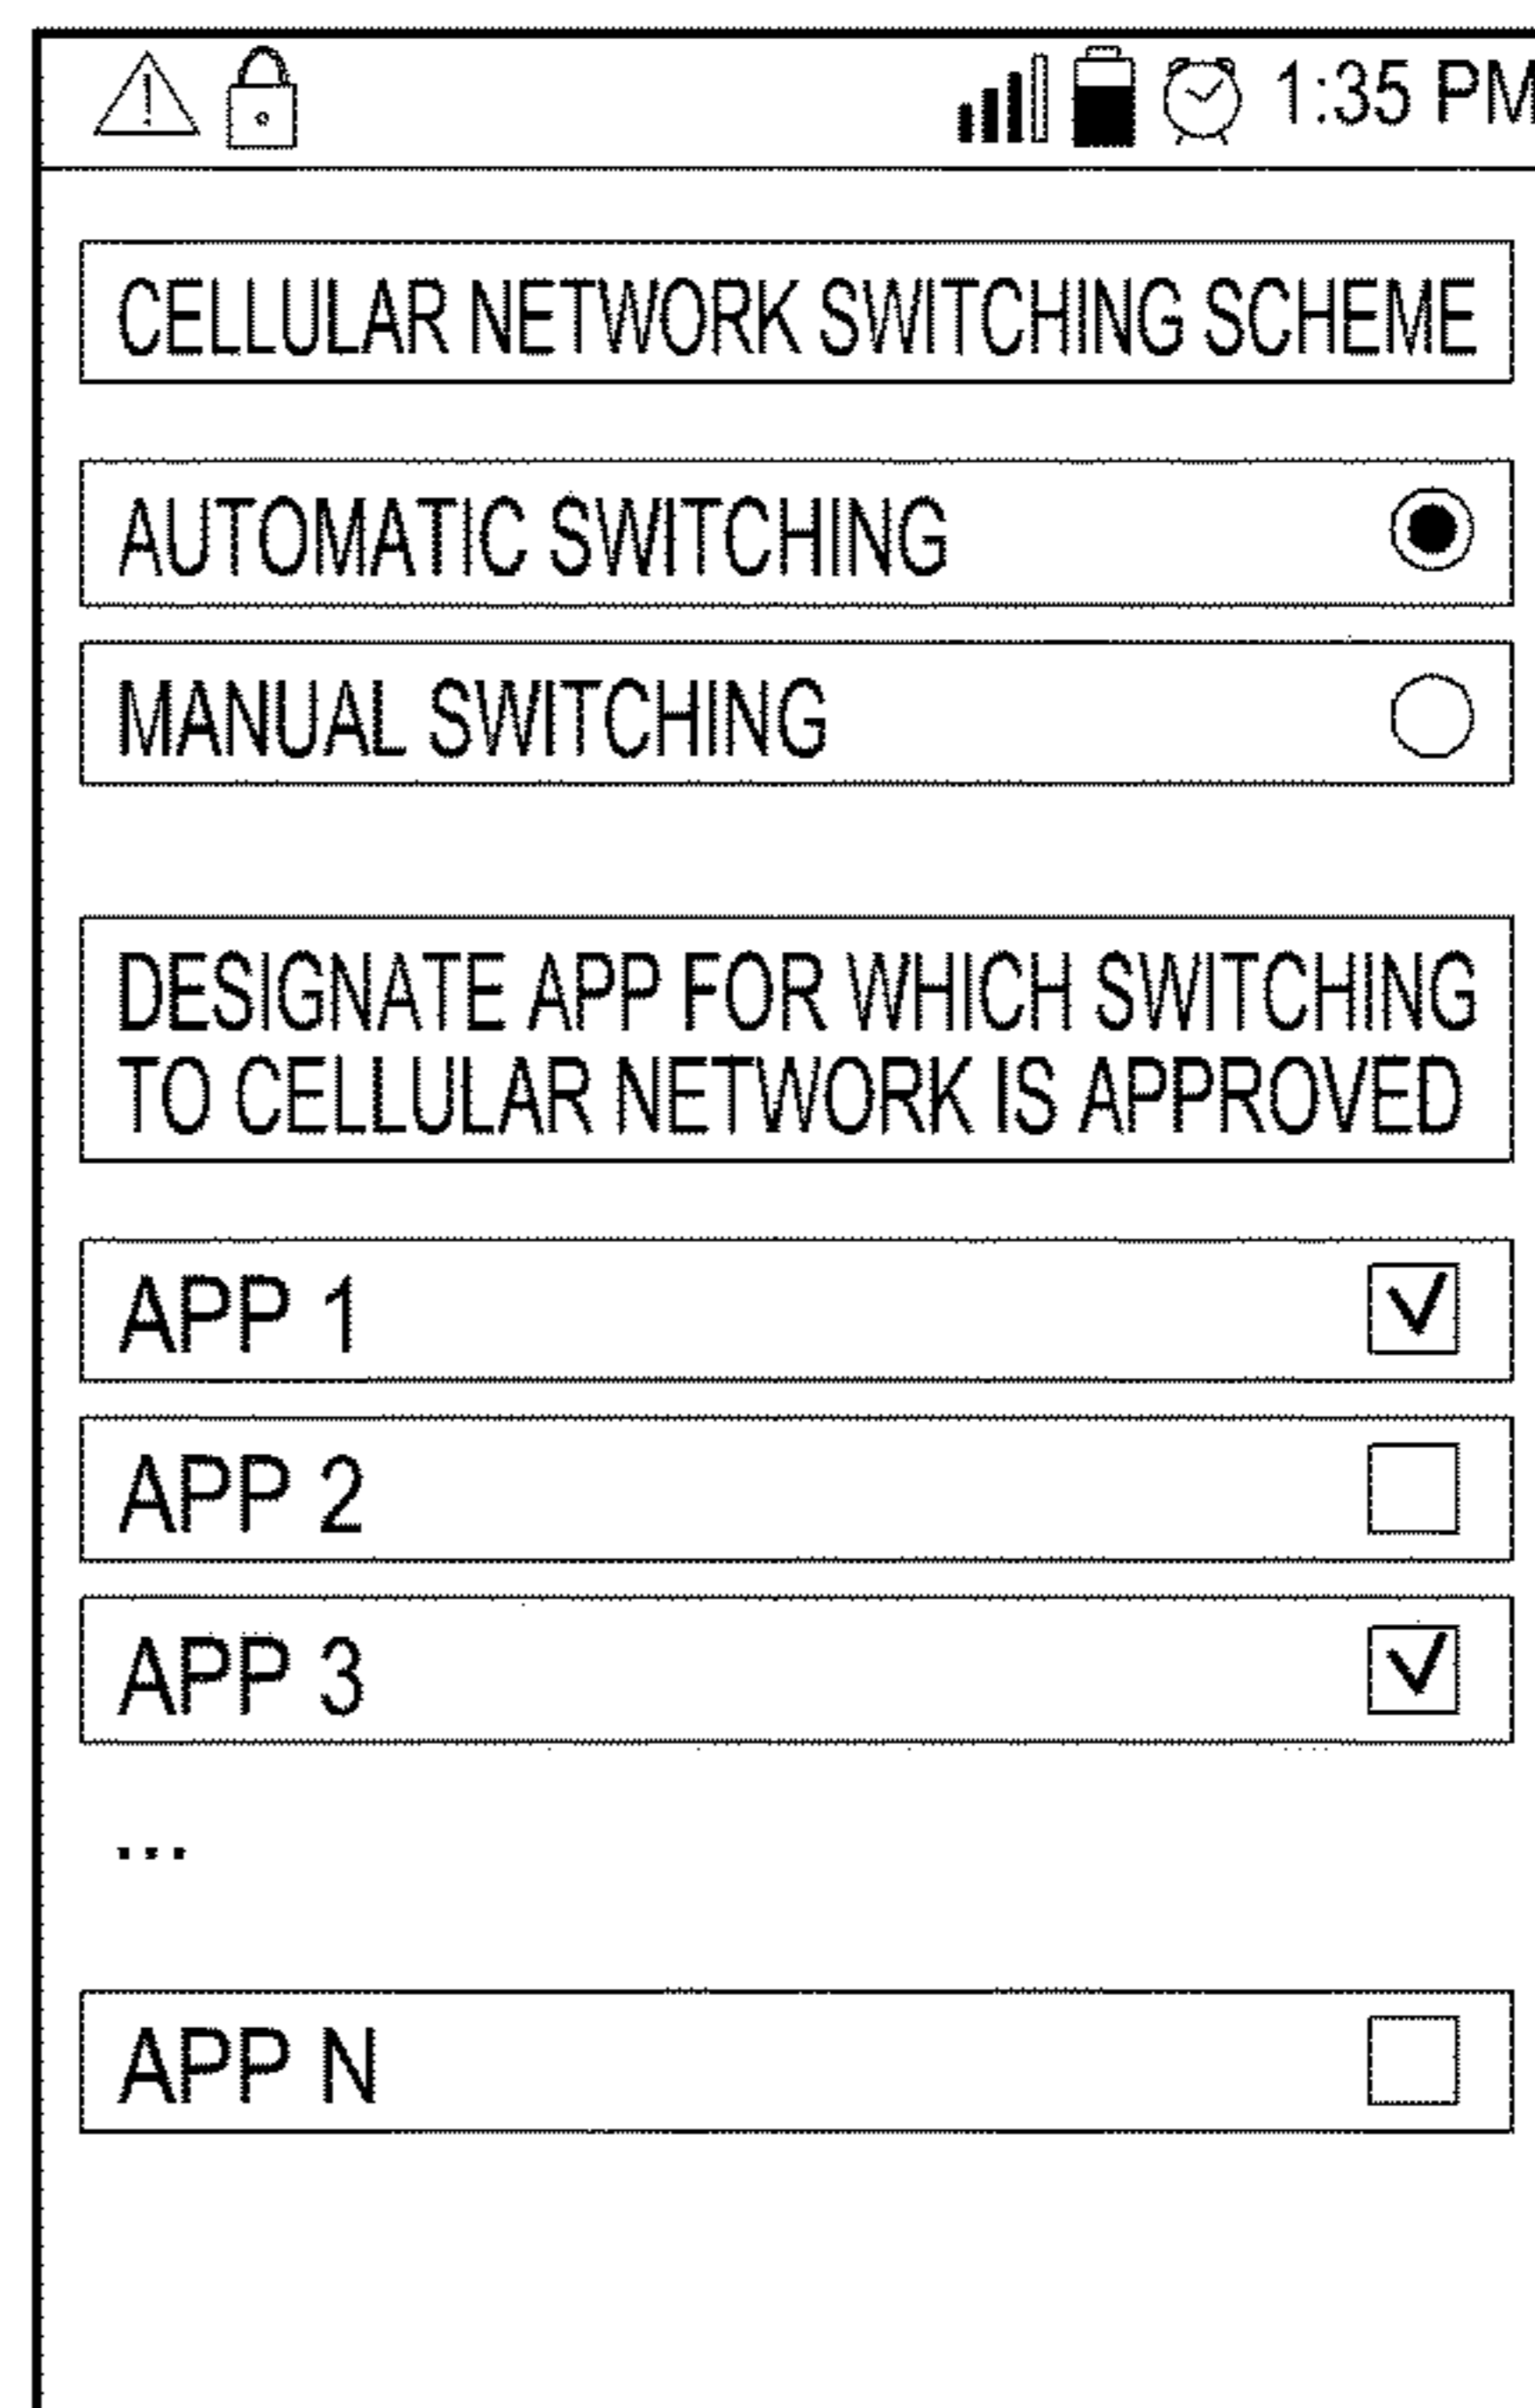 1:35 PM
CELLULAR NETWORK SWITCHING SCHEME
AUTOMATIC SWITCHING
MANUAL SWITCHING
DESIGNATE APP FOR WHICH SWITCHING
TO CELLULAR NETWORK IS APPROVED
APP 1
APP 2
APP 3
...
APP N